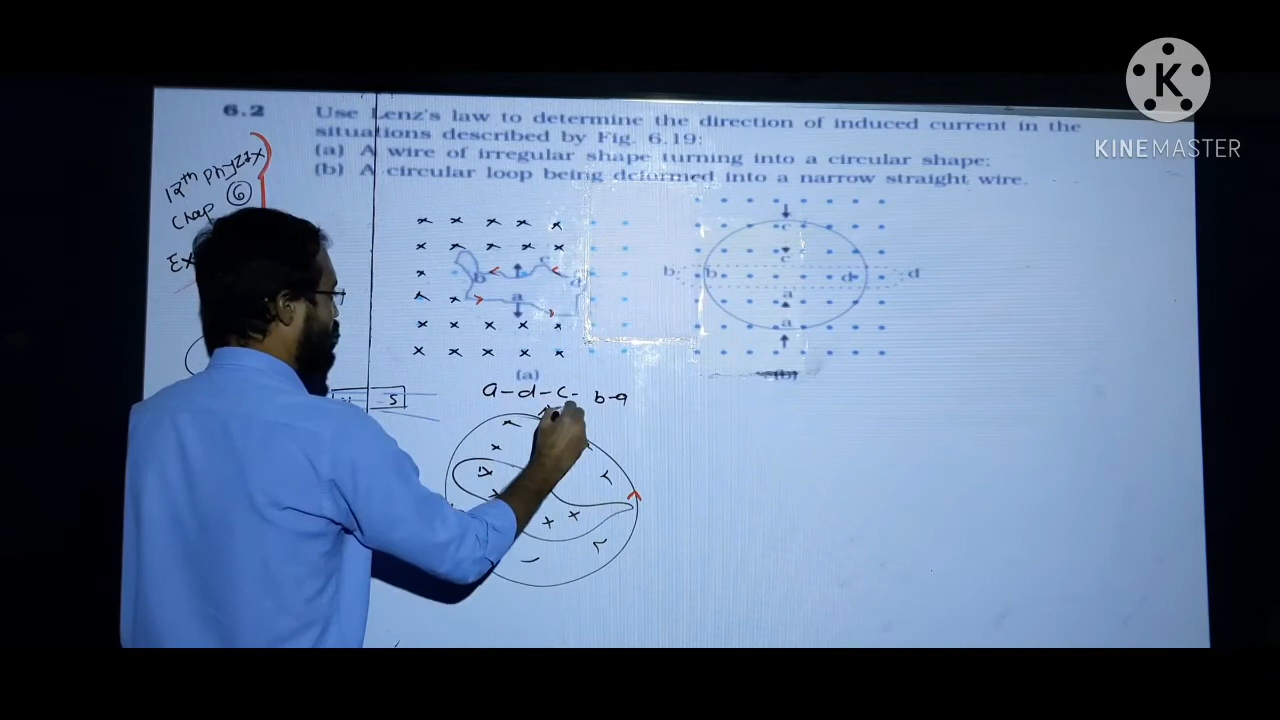 K
KINEMASTER
6.2 Use Lenz's law to determine the direction of induced current in the
situations described by Fig. 6.19:
(a) A wire of irregular shape turning into a circular shape;
(b) A circular loop being deformed into a narrow straight wire.
12th Phyzzx
Chap 6
Ex
b c d
a
(a)
c
c
b b d d
a
a
(b)
S
a-d-c- b-a